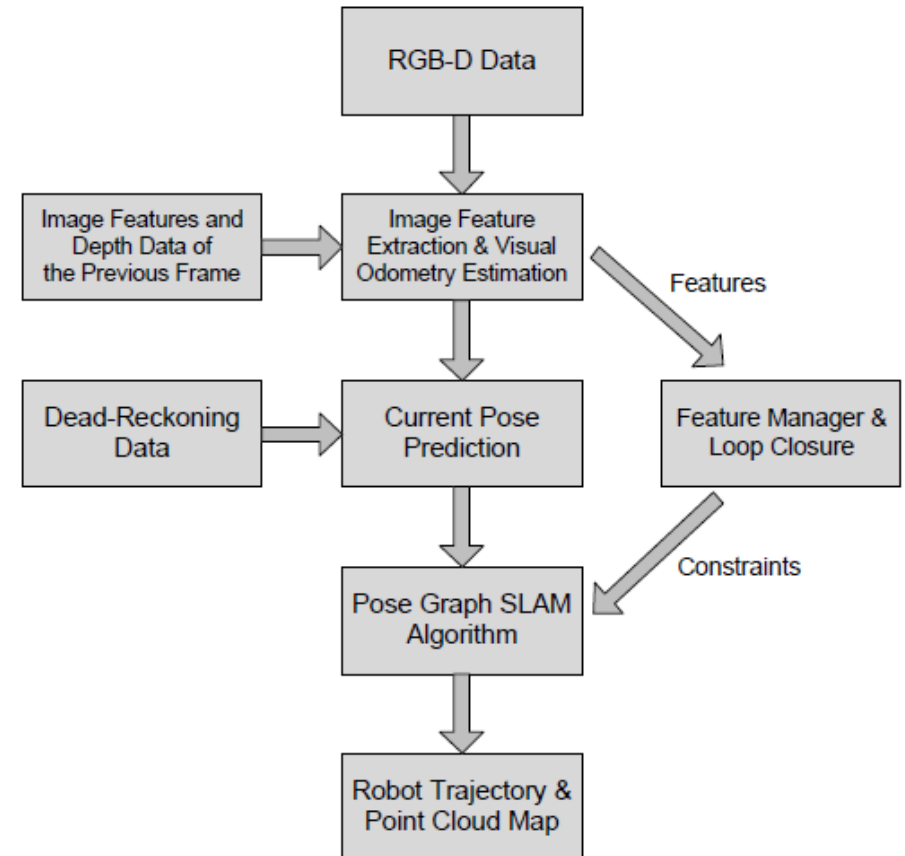 RGB-D Data
Image Features and
Depth Data of
the Previous Frame
Image Feature
Extraction & Visual
Odometry Estimation
Features
Dead-Reckoning
Data
Current Pose
Prediction
Feature Manager &
Loop Closure
Constraints
Pose Graph SLAM
Algorithm
Robot Trajectory &
Point Cloud Map